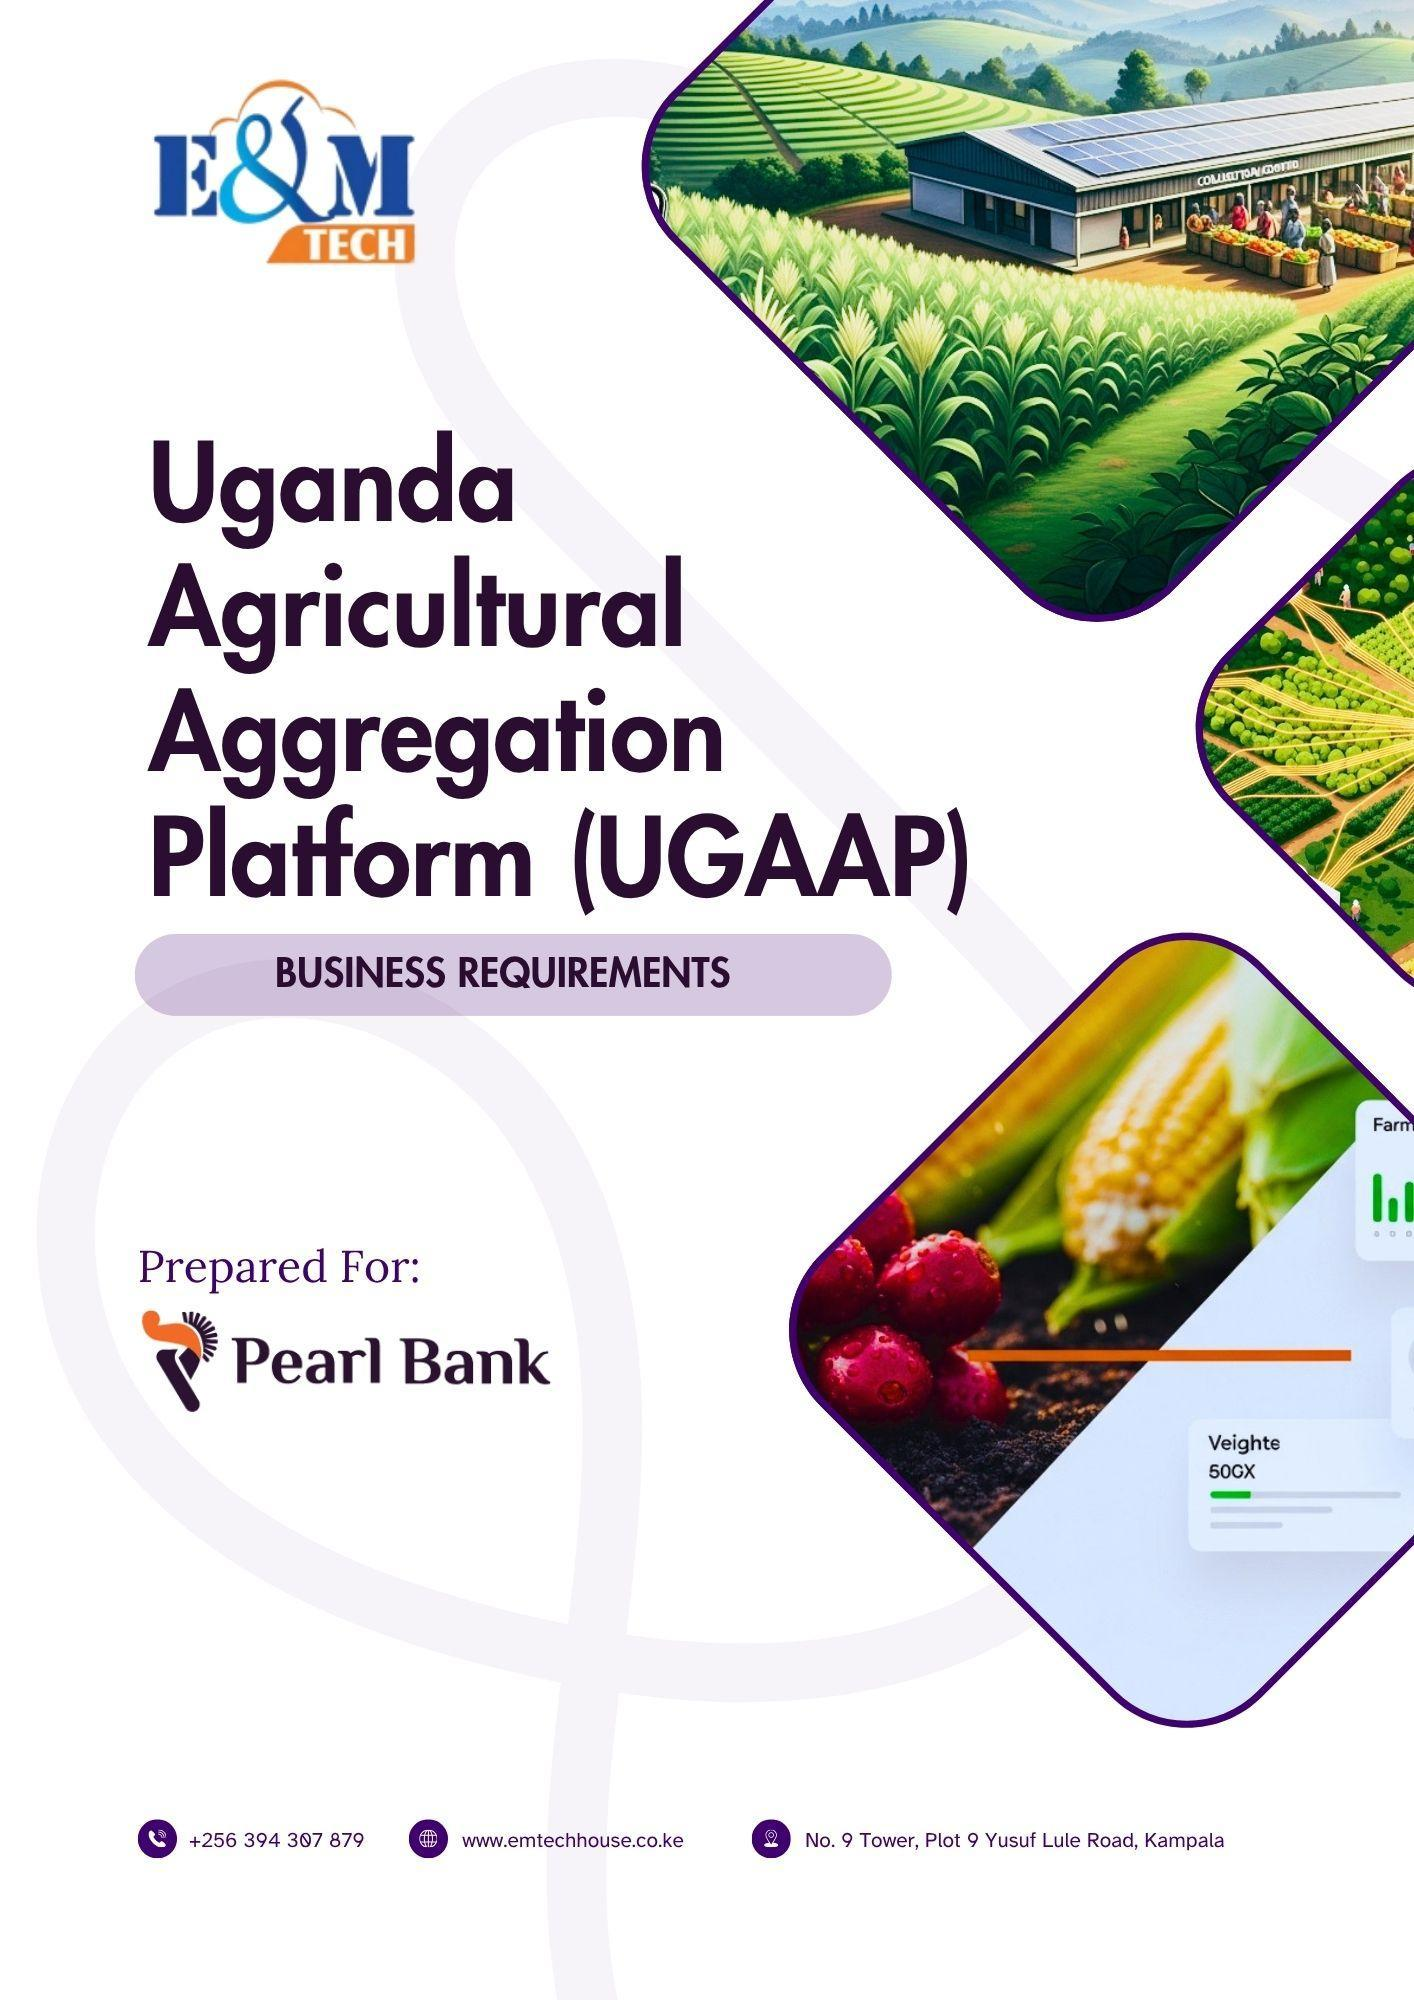 E&M
TECH
Uganda
Agricultural
Aggregation
Platform (UGAAP)
BUSINESS REQUIREMENTS
Prepared For:
Pearl Bank
Farm
Veighte
50GX
+256 394 307 879
www.emtechhouse.co.ke
No. 9 Tower, Plot 9 Yusuf Lule Road, Kampala